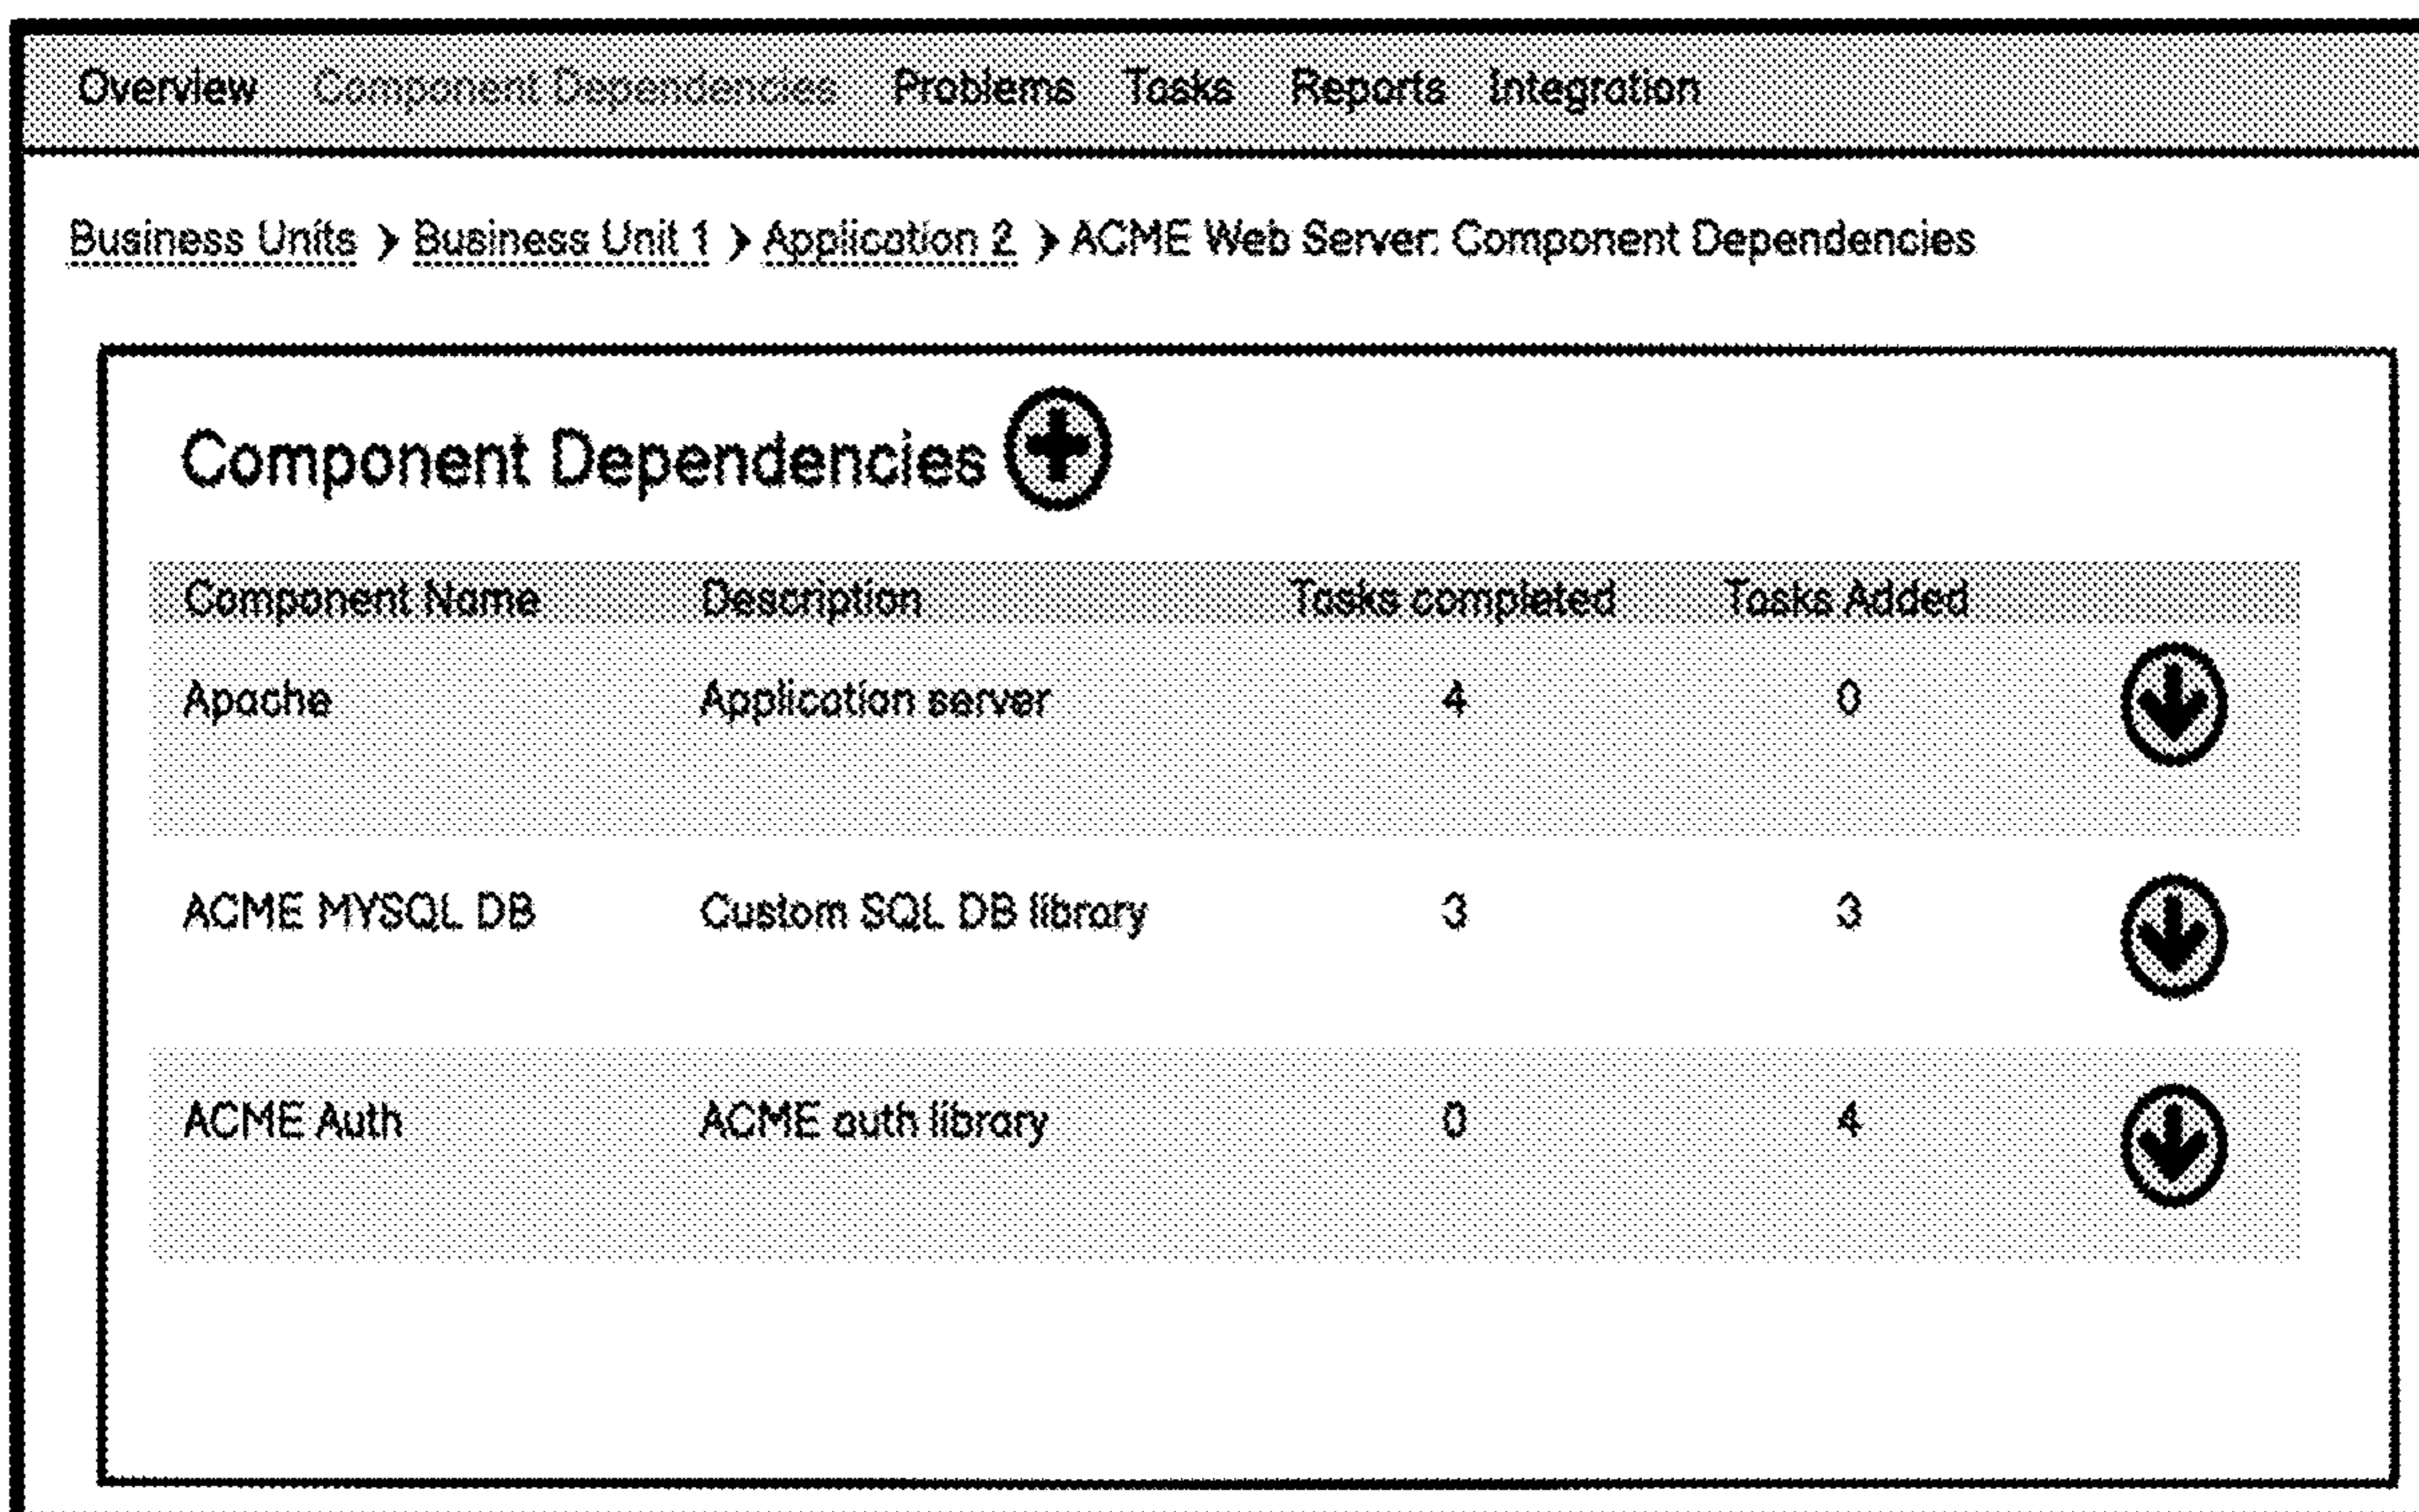 Overview Component Dependencies Problems Tasks Reports Integration
Business Units > Business Unit 1 > Application 2 > ACME Web Server: Component Dependencies
Component Dependencies
Component Name Description Tasks completed Tasks Added
Apache Application server 4 0
ACME MYSQL DB Custom SQL DB library 3 3
ACME Auth ACME auth library 0 4